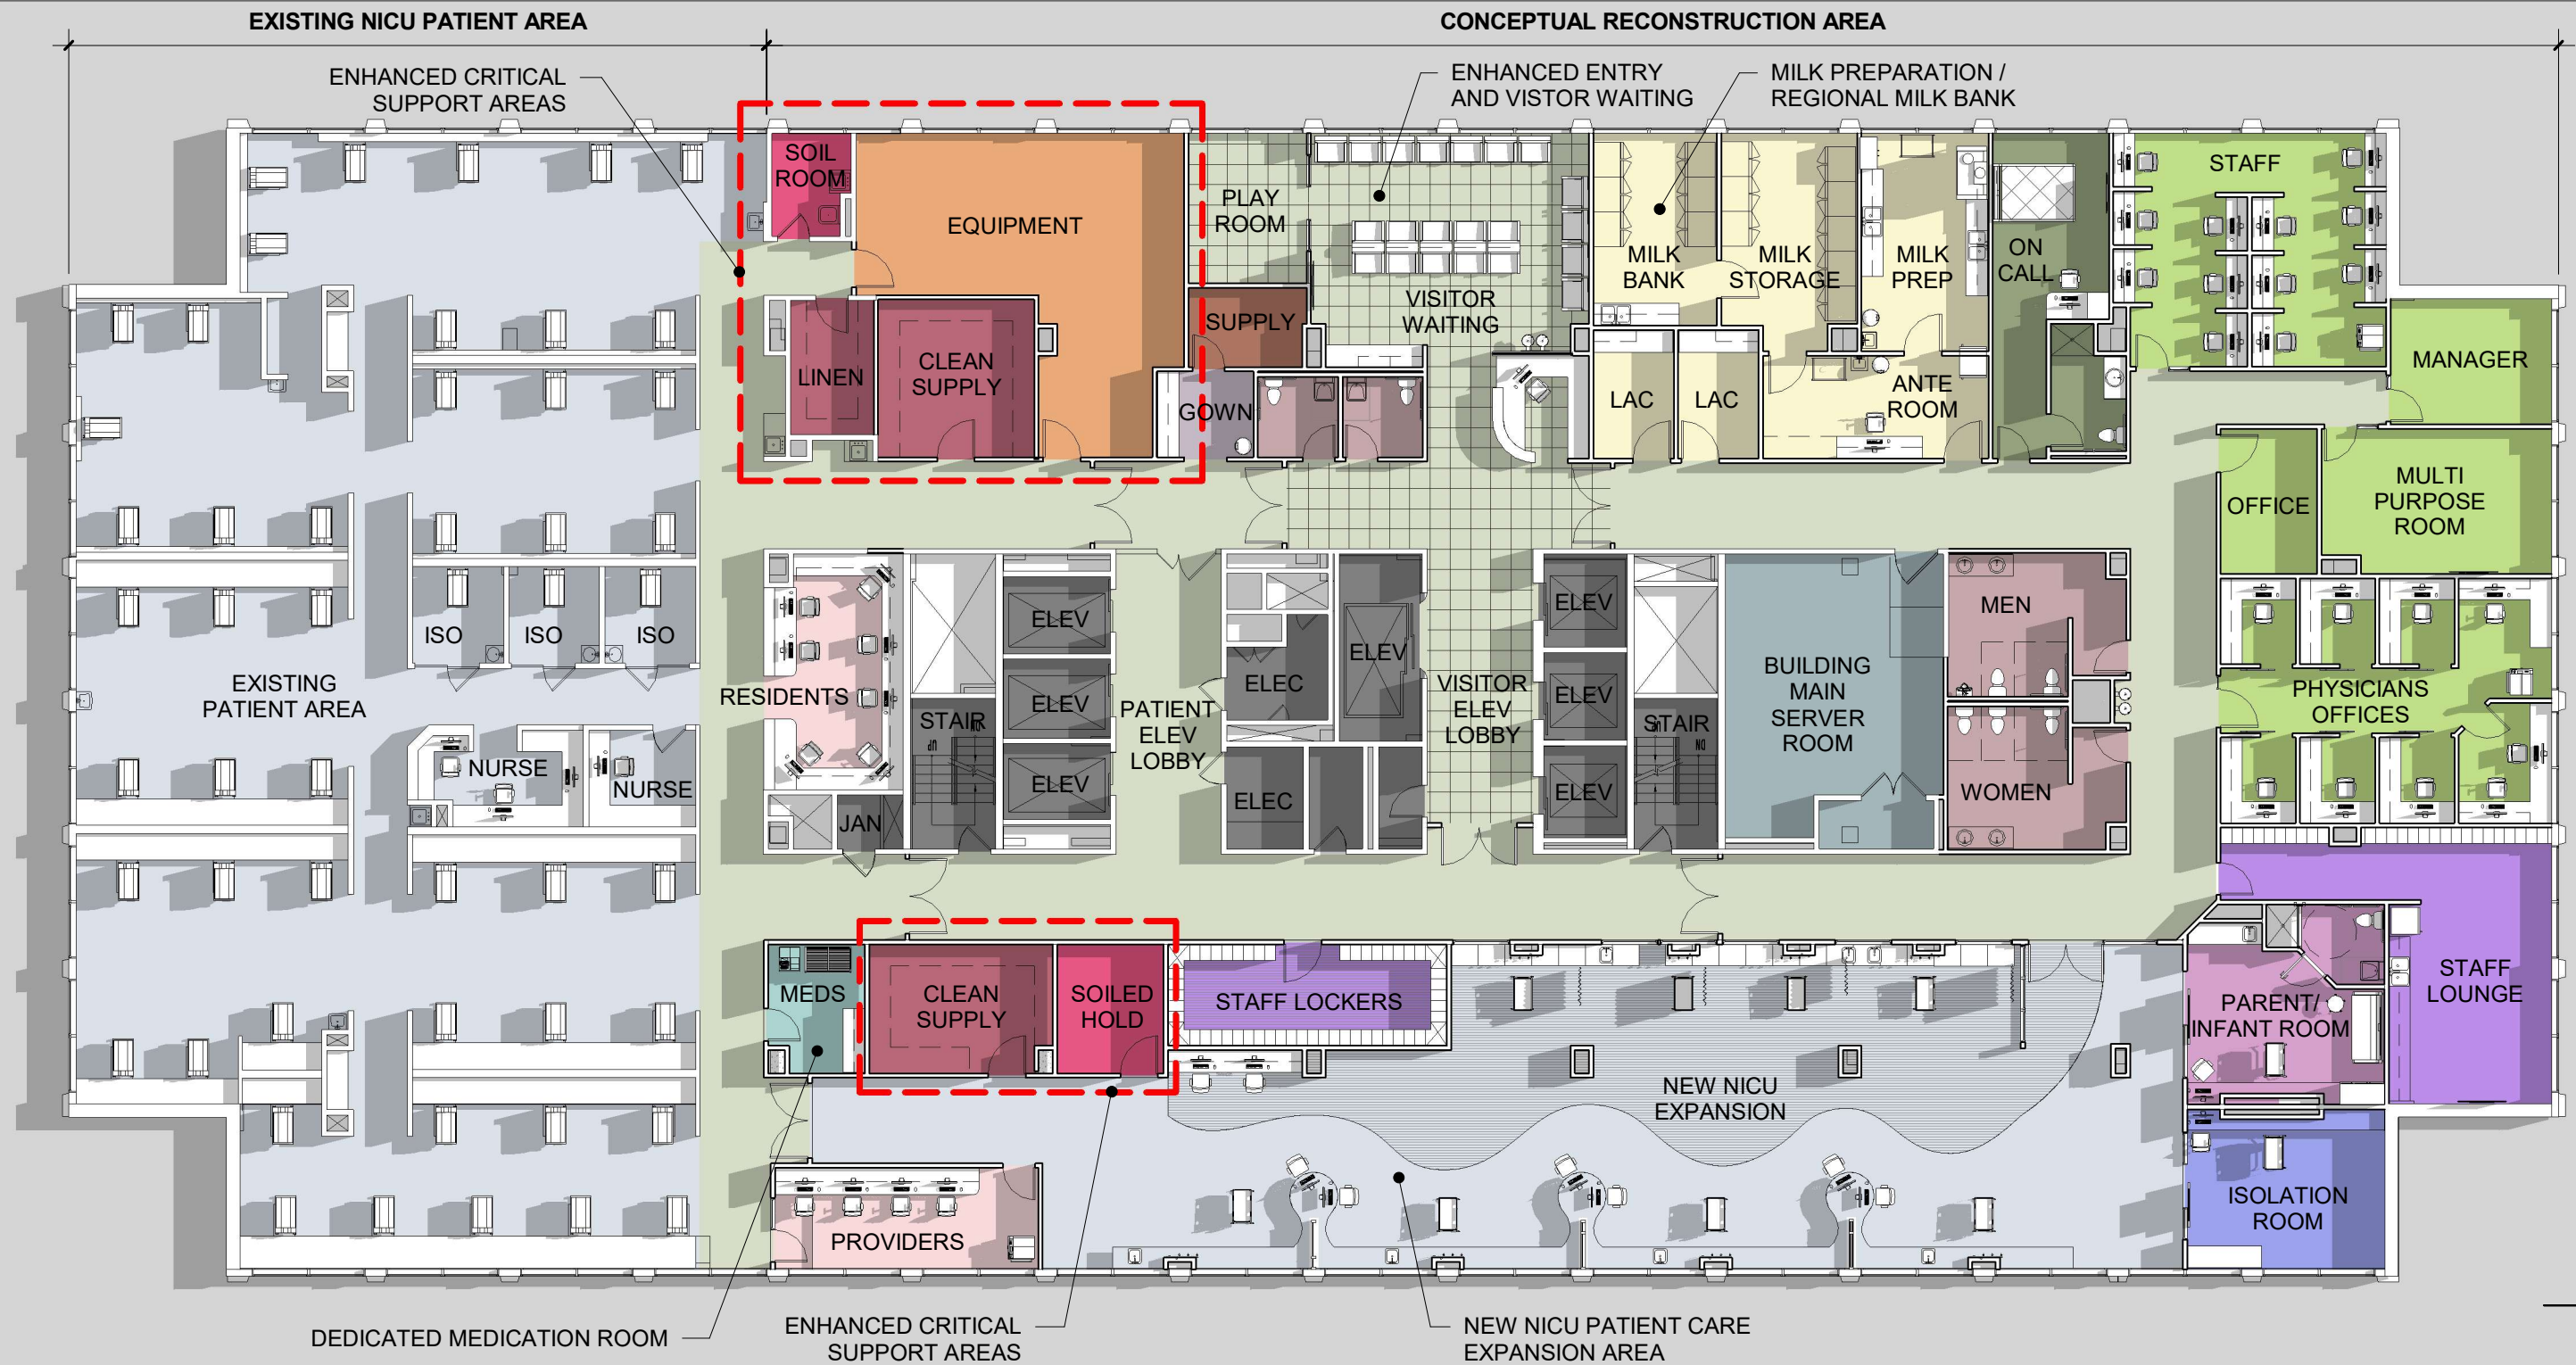 EXISTING NICU PATIENT AREA
CONCEPTUAL RECONSTRUCTION AREA
ENHANCED CRITICAL
SUPPORT AREAS
ENHANCED ENTRY
AND VISTOR WAITING
MILK PREPARATION /
REGIONAL MILK BANK
SOIL
ROOM
EQUIPMENT
PLAY
ROOM
VISITOR
WAITING
MILK
BANK
MILK
STORAGE
MILK
PREP
ON
CALL
STAFF
LINEN
CLEAN
SUPPLY
SUPPLY
GOWN
LAC
LAC
ANTE
ROOM
MANAGER
OFFICE
MULTI
PURPOSE
ROOM
ISO
ISO
ISO
EXISTING
PATIENT AREA
NURSE
NURSE
RESIDENTS
JAN
STAIR
UP
DN
ELEV
ELEV
ELEV
PATIENT
ELEV
LOBBY
ELEC
ELEC
ELEV
VISITOR
ELEV
LOBBY
ELEV
ELEV
ELEV
STAIR
UP
DN
BUILDING
MAIN
SERVER
ROOM
MEN
WOMEN
PHYSICIANS
OFFICES
MEDS
CLEAN
SUPPLY
SOILED
HOLD
STAFF LOCKERS
NEW NICU
EXPANSION
PARENT/
INFANT ROOM
STAFF
LOUNGE
PROVIDERS
ISOLATION
ROOM
DEDICATED MEDICATION ROOM
ENHANCED CRITICAL
SUPPORT AREAS
NEW NICU PATIENT CARE
EXPANSION AREA